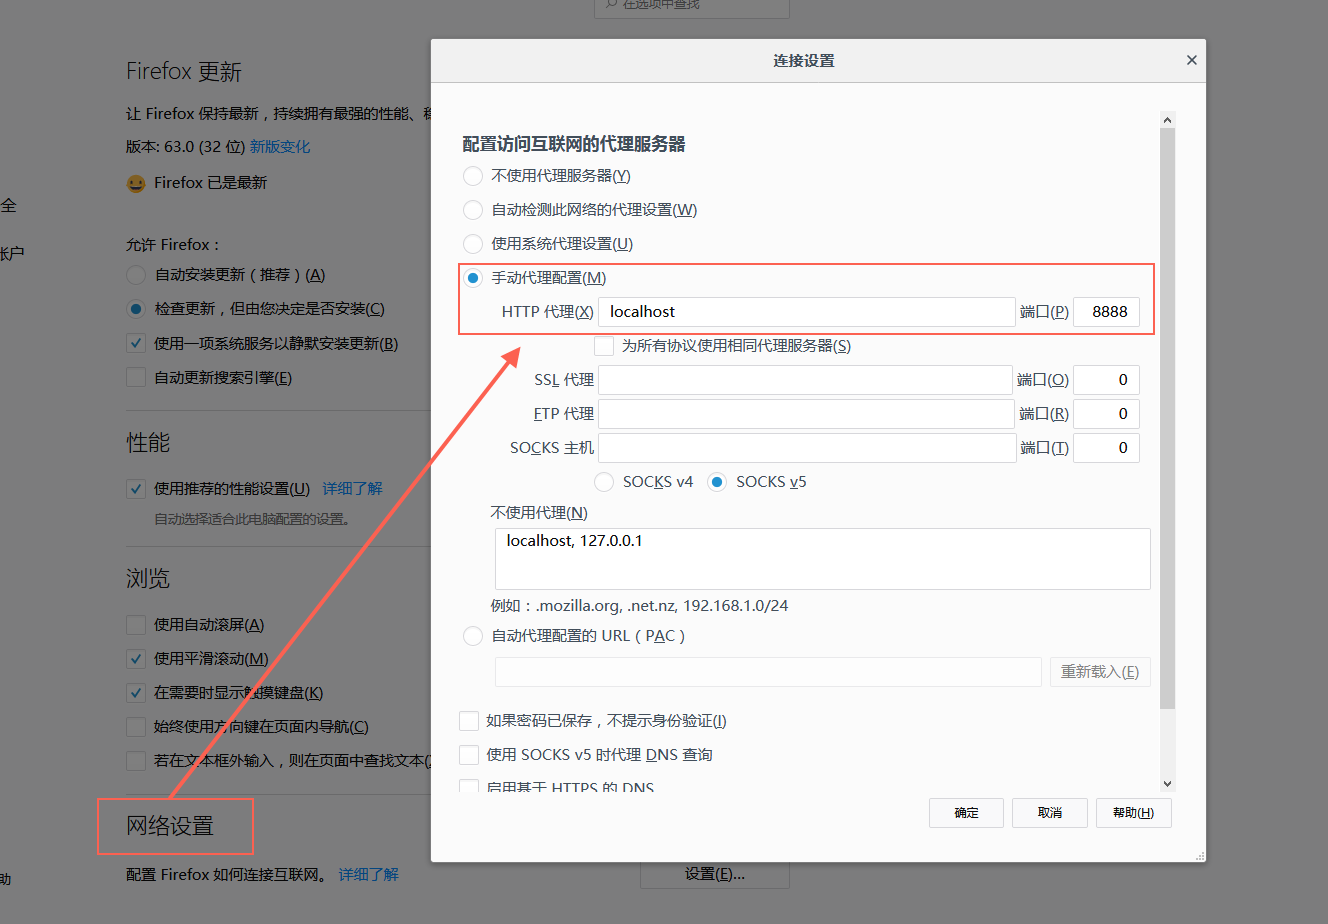 在选项中查找
Firefox 更新
让 Firefox 保持最新，持续拥有最强的性能、
版本: 63.0 (32 位) 新版变化
Firefox 已是最新
全
账户
允许 Firefox：
自动安装更新（推荐）(A)
检查更新，但由您决定是否安装(C)
使用一项系统服务以静默安装更新(B)
自动更新搜索引擎(E)
性能
使用推荐的性能设置(U) 详细了解
自动选择适合此电脑配置的设置。
浏览
使用自动滚屏(A)
使用平滑滚动(M)
在需要时显示触摸键盘(K)
始终使用方向键在页面内导航(C)
若在文本框外输入，则在页面中查找文本(
网络设置
配置 Firefox 如何连接互联网。 详细了解
助
设置(E)...
连接设置
配置访问互联网的代理服务器
不使用代理服务器(Y)
自动检测此网络的代理设置(W)
使用系统代理设置(U)
手动代理配置(M)
HTTP 代理(X) localhost 端口(P) 8888
为所有协议使用相同代理服务器(S)
SSL 代理 端口(O) 0
FTP 代理 端口(R) 0
SOCKS 主机 端口(T) 0
SOCKS v4 SOCKS v5
不使用代理(N)
localhost, 127.0.0.1
例如：.mozilla.org, .net.nz, 192.168.1.0/24
自动代理配置的 URL（PAC）
重新载入(E)
如果密码已保存，不提示身份验证(I)
使用 SOCKS v5 时代理 DNS 查询
启用基于 HTTPS 的 DNS
确定 取消 帮助(H)